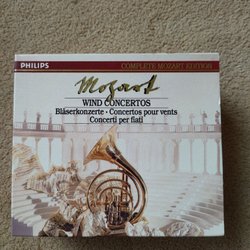 PHILIPS
COMPLETE MOZART EDITION
Mozart
WIND CONCERTOS
Bläserkonzerte · Concertos pour vents
Concerti per fiati